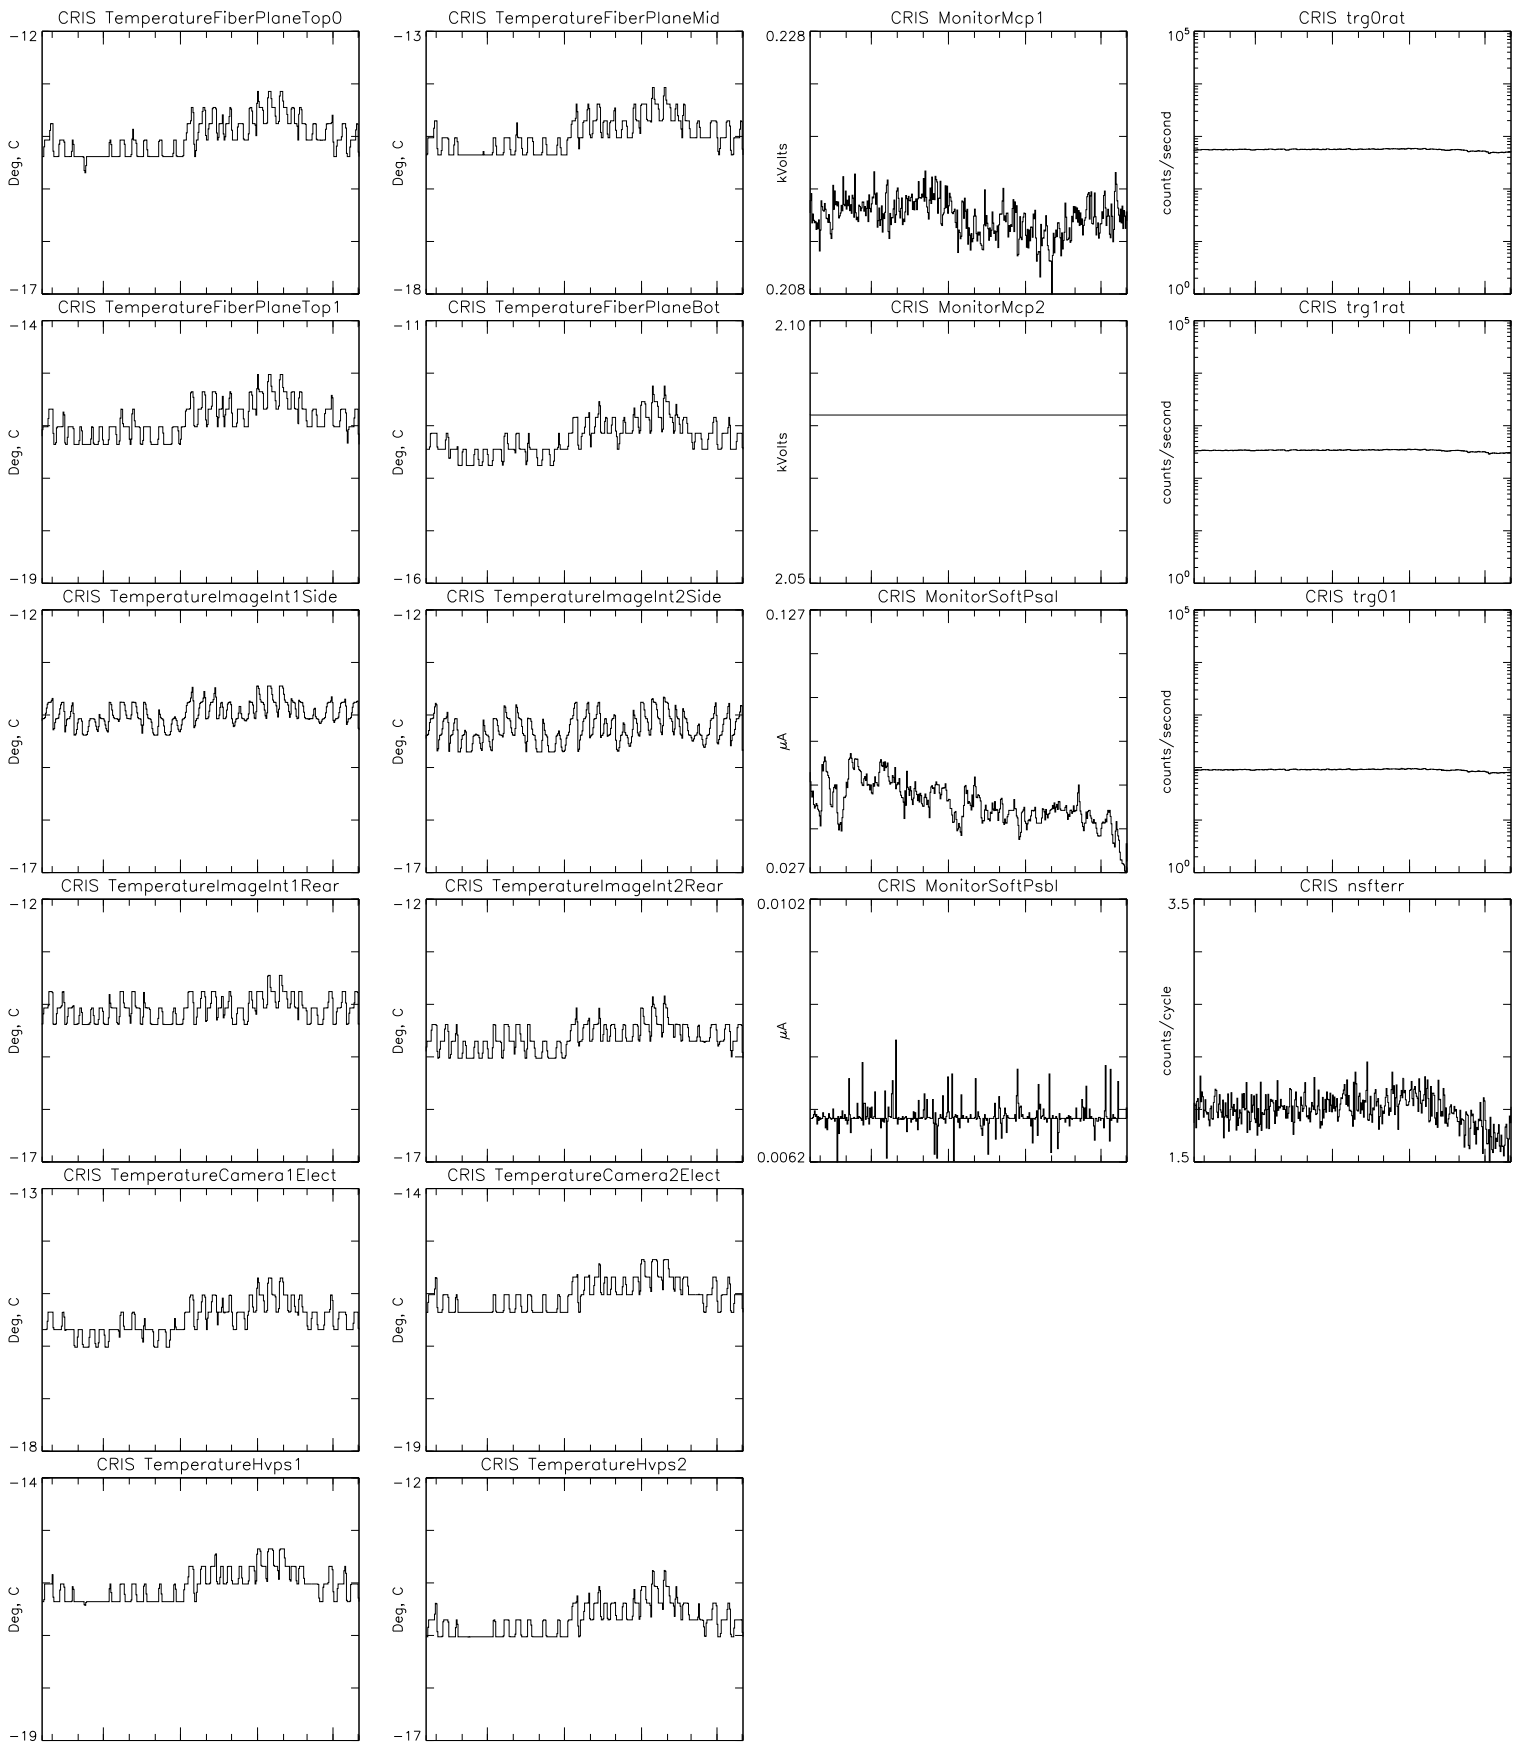 CRIS TemperatureFiberPlaneTop0
-12
Deg, C
-17
CRIS TemperatureFiberPlaneMid
-13
Deg, C
-18
CRIS MonitorMcp1
0.228
kVolts
0.208
CRIS trg0rat
10^5
counts/second
10^0
CRIS TemperatureFiberPlaneTop1
-14
Deg, C
-19
CRIS TemperatureFiberPlaneBot
-11
Deg, C
-16
CRIS MonitorMcp2
2.10
kVolts
2.05
CRIS trg1rat
10^5
counts/second
10^0
CRIS TemperatureImageInt1Side
-12
Deg, C
-17
CRIS TemperatureImageInt2Side
-12
Deg, C
-17
CRIS MonitorSoftPsaI
0.127
μA
0.027
CRIS trg01
10^5
counts/second
10^0
CRIS TemperatureImageInt1Rear
-12
Deg, C
-17
CRIS TemperatureImageInt2Rear
-12
Deg, C
-17
CRIS MonitorSoftPsbI
0.0102
μA
0.0062
CRIS nsfterr
3.5
counts/cycle
1.5
CRIS TemperatureCamera1Elect
-13
Deg, C
-18
CRIS TemperatureCamera2Elect
-14
Deg, C
-19
CRIS TemperatureHvps1
-14
Deg, C
-19
CRIS TemperatureHvps2
-12
Deg, C
-17